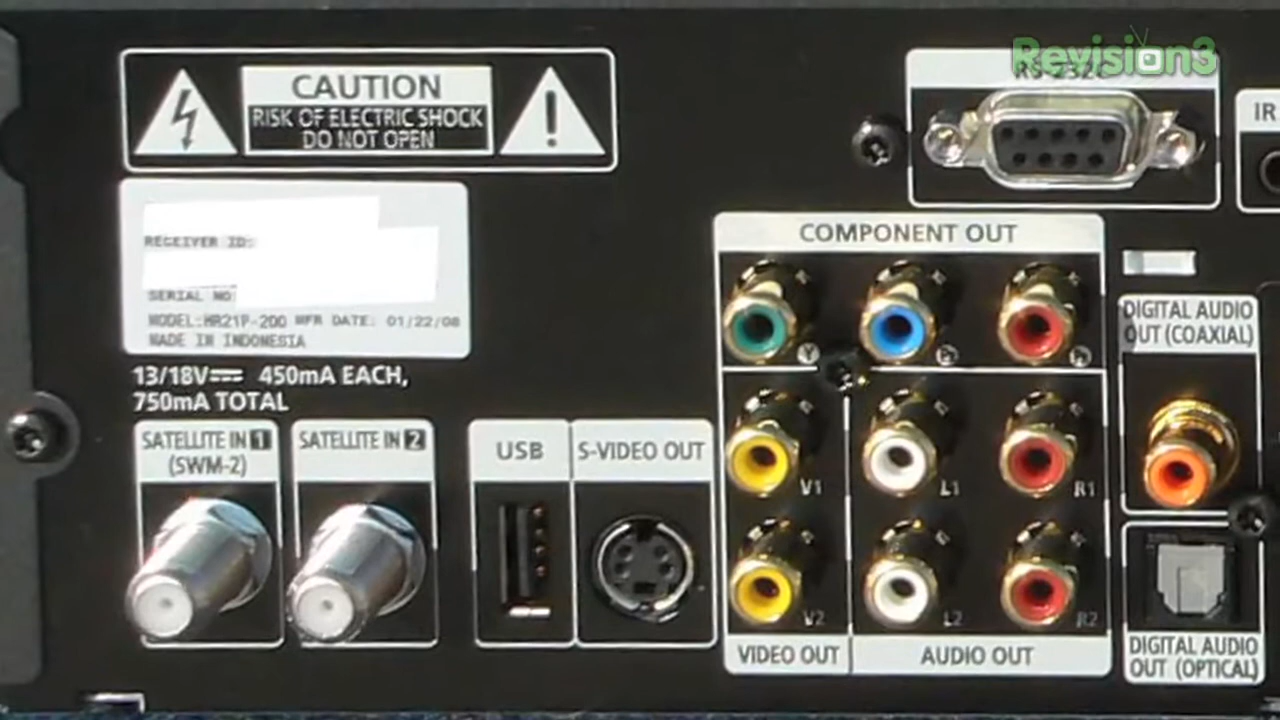 Revision3
CAUTION
RISK OF ELECTRIC SHOCK
DO NOT OPEN
RS-232C
IR
RECEIVER ID:
SERIAL NO:
MODEL:HR21P-200 MFR DATE: 01/22/08
MADE IN INDONESIA
13/18V 450mA EACH,
750mA TOTAL
SATELLITE IN 1
(SWM-2)
SATELLITE IN 2
USB
S-VIDEO OUT
COMPONENT OUT
Y
V1
L1
R1
V2
L2
R2
VIDEO OUT
AUDIO OUT
DIGITAL AUDIO
OUT (COAXIAL)
DIGITAL AUDIO
OUT (OPTICAL)